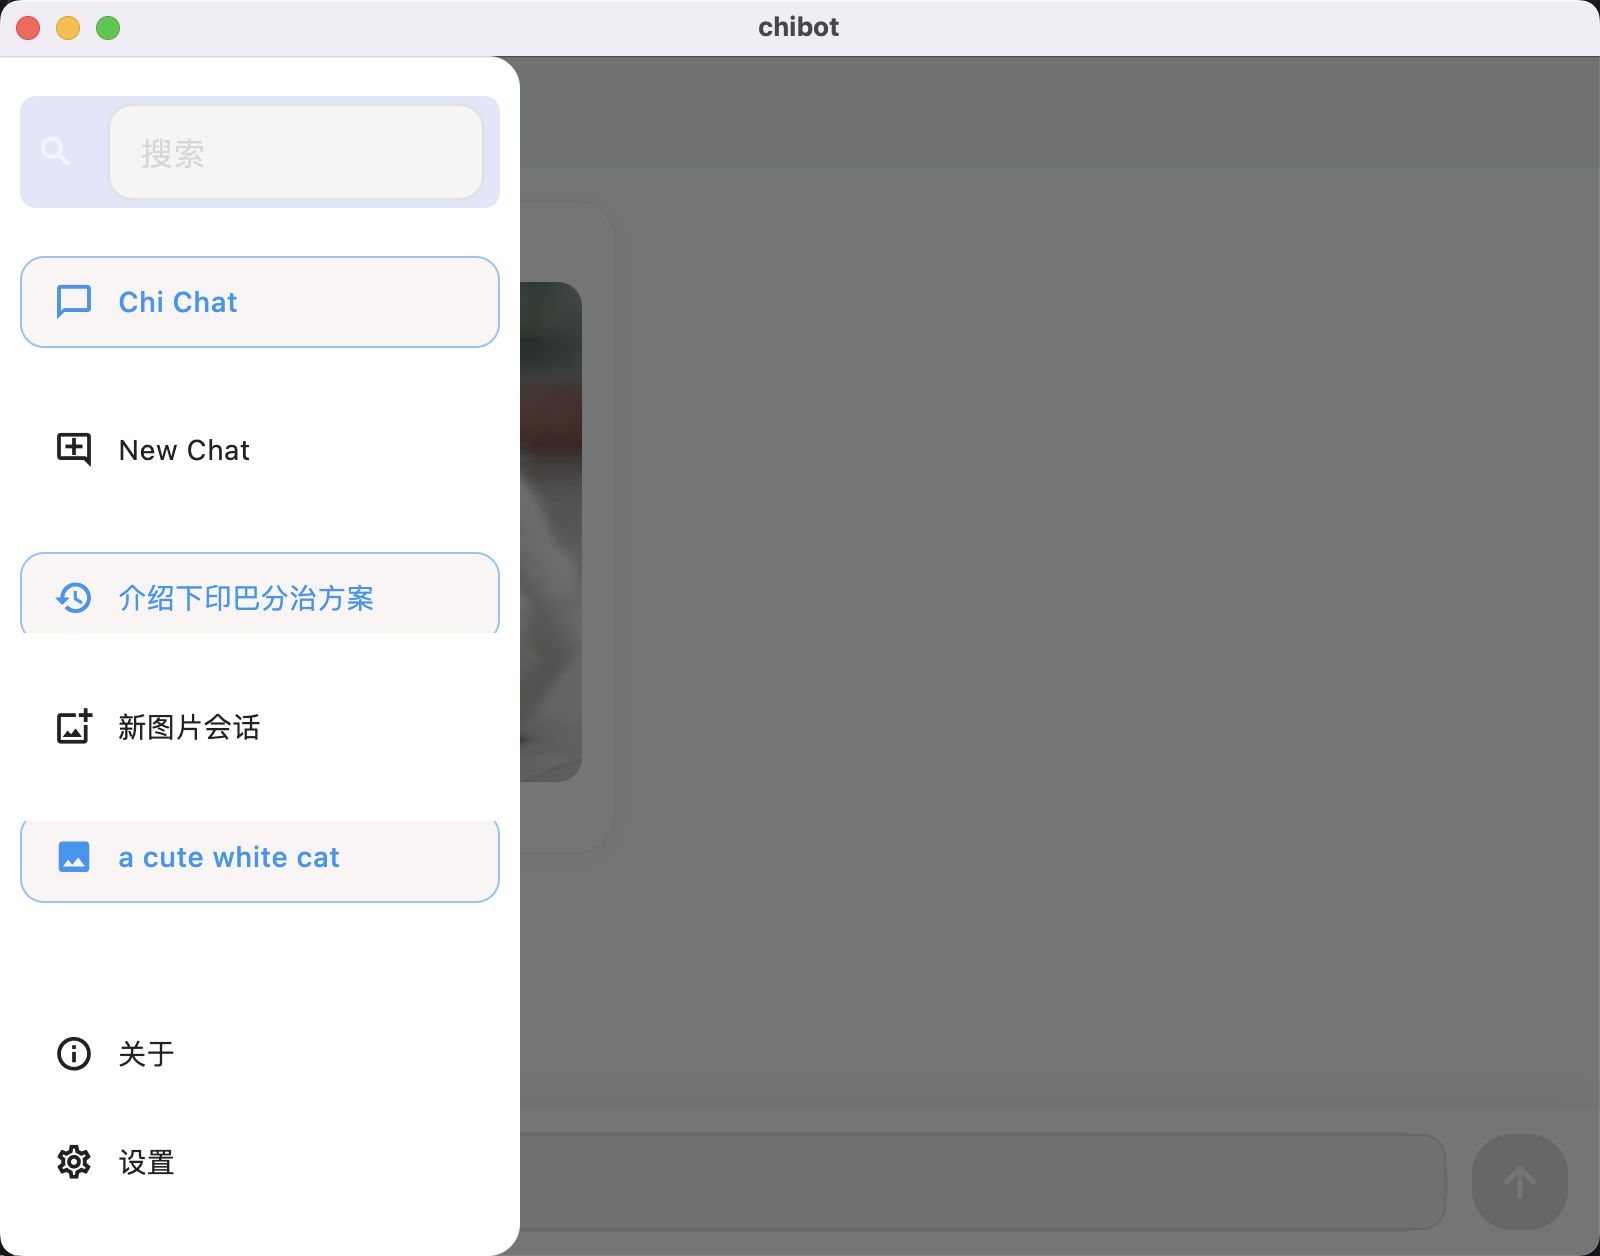 chibot
搜索
Chi Chat
New Chat
介绍下印巴分治方案
新图片会话
a cute white cat
关于
设置